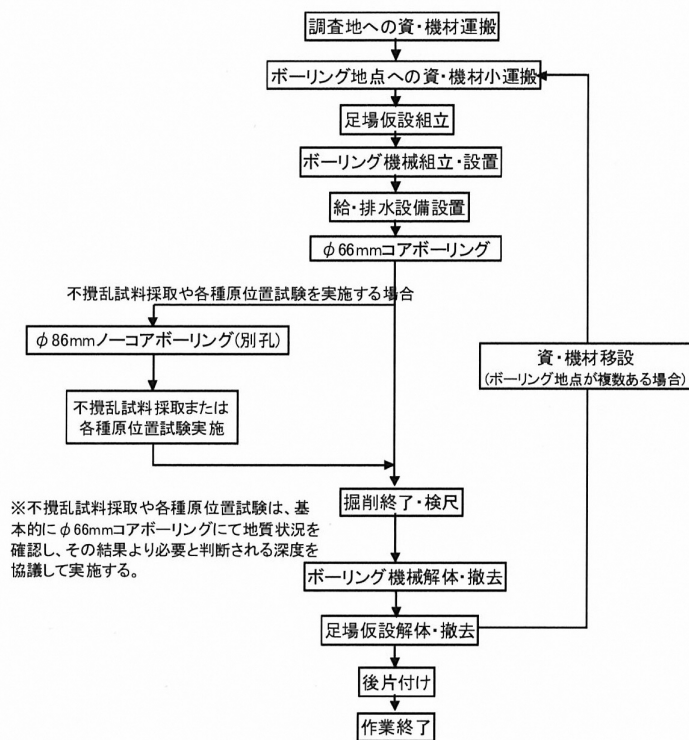 調査地への資・機材運搬
ボーリング地点への資・機材小運搬
足場仮設組立
ボーリング機械組立・設置
給・排水設備設置
φ66mmコアボーリング
不攪乱試料採取や各種原位置試験を実施する場合
φ86mmノーコアボーリング(別孔)
不攪乱試料採取または
各種原位置試験実施
資・機材移設
(ボーリング地点が複数ある場合)
掘削終了・検尺
※不攪乱試料採取や各種原位置試験は、基
本的にφ66mmコアボーリングにて地質状況を
確認し、その結果より必要と判断される深度を
協議して実施する。
ボーリング機械解体・撤去
足場仮設解体・撤去
後片付け
作業終了